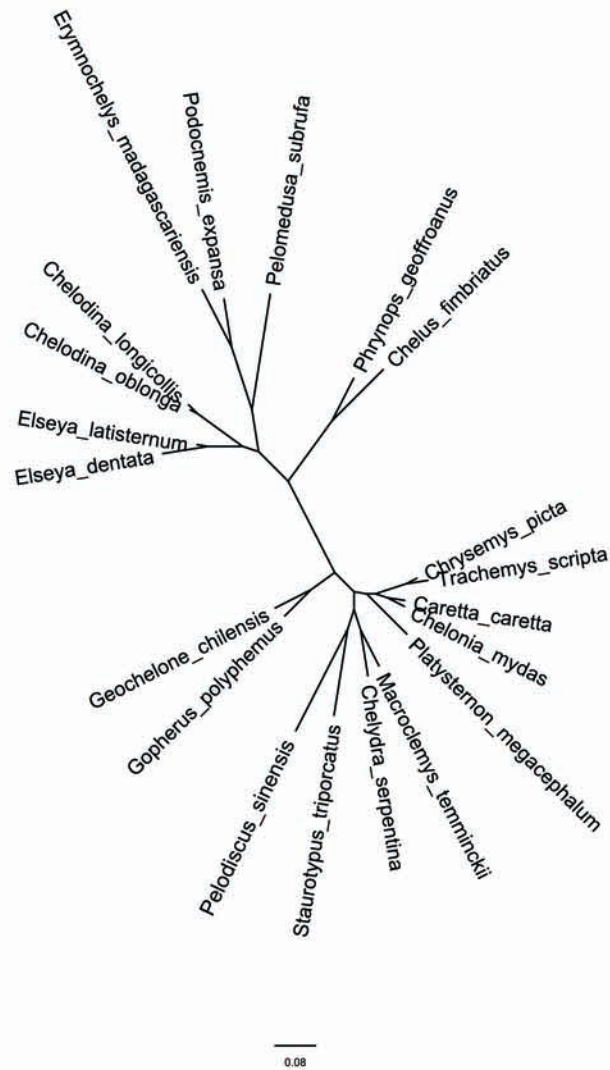 Erymnochelys_madagascariensis
Podocnemis_expansa
Pelomedusa_subrufa
Phrynops_geoffroanus
Chelus_fimbriatus
Chelodina_longicollis
Chelodina_oblonga
Elseya_latisternum
Elseya_dentata
Chrysemys_picta
Trachemys_scripta
Caretta_caretta
Chelonia_mydas
Platysternon_megacephalum
Geochelone_chilensis
Gopherus_polyphemus
Macroclemys_temminckii
Chelydra_serpentina
Staurotypus_triporcatus
Pelodiscus_sinensis
0.08